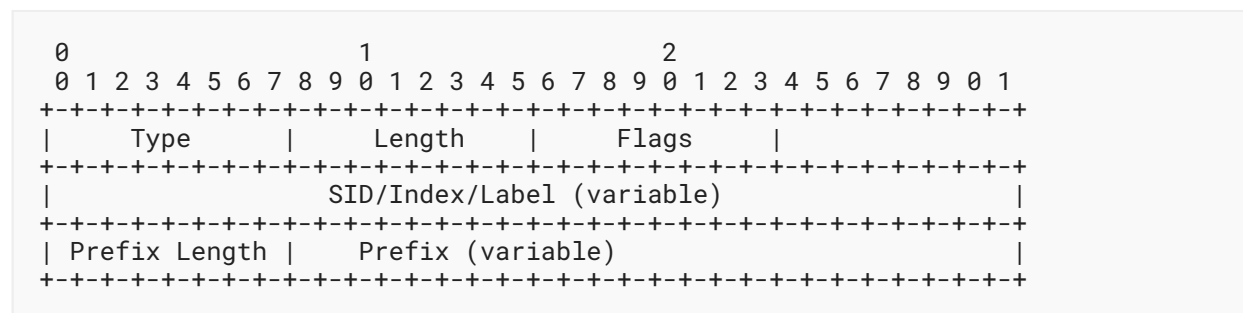 0                   1                   2
 0 1 2 3 4 5 6 7 8 9 0 1 2 3 4 5 6 7 8 9 0 1 2 3 4 5 6 7 8 9 0 1
+-+-+-+-+-+-+-+-+-+-+-+-+-+-+-+-+-+-+-+-+-+-+-+-+-+-+-+-+-+-+-+-+
|     Type      |     Length    |     Flags     |
+-+-+-+-+-+-+-+-+-+-+-+-+-+-+-+-+-+-+-+-+-+-+-+-+-+-+-+-+-+-+-+-+
|                  SID/Index/Label (variable)                   |
+-+-+-+-+-+-+-+-+-+-+-+-+-+-+-+-+-+-+-+-+-+-+-+-+-+-+-+-+-+-+-+-+
| Prefix Length |    Prefix (variable)                          |
+-+-+-+-+-+-+-+-+-+-+-+-+-+-+-+-+-+-+-+-+-+-+-+-+-+-+-+-+-+-+-+-+